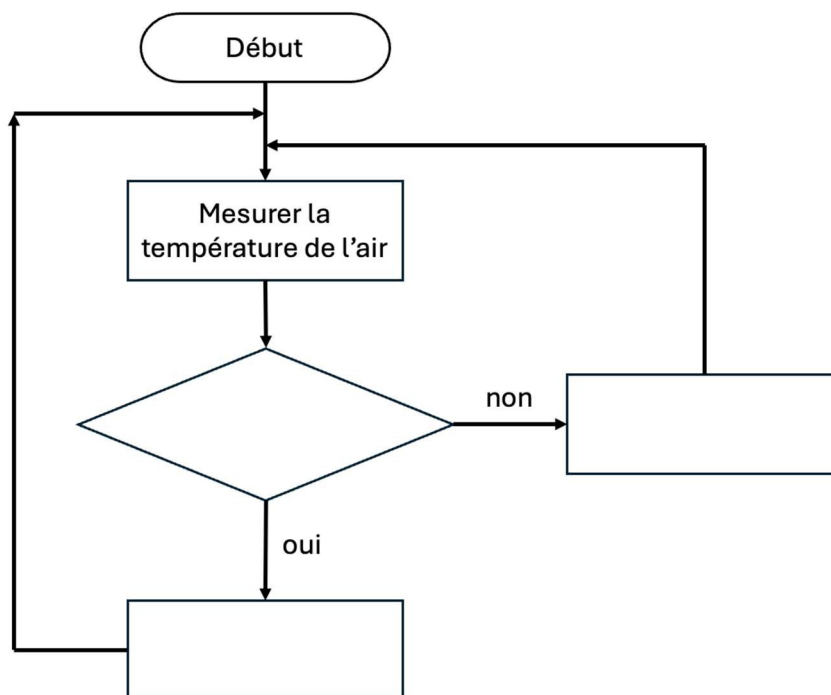 Début
Mesurer la
température de l’air
non
oui